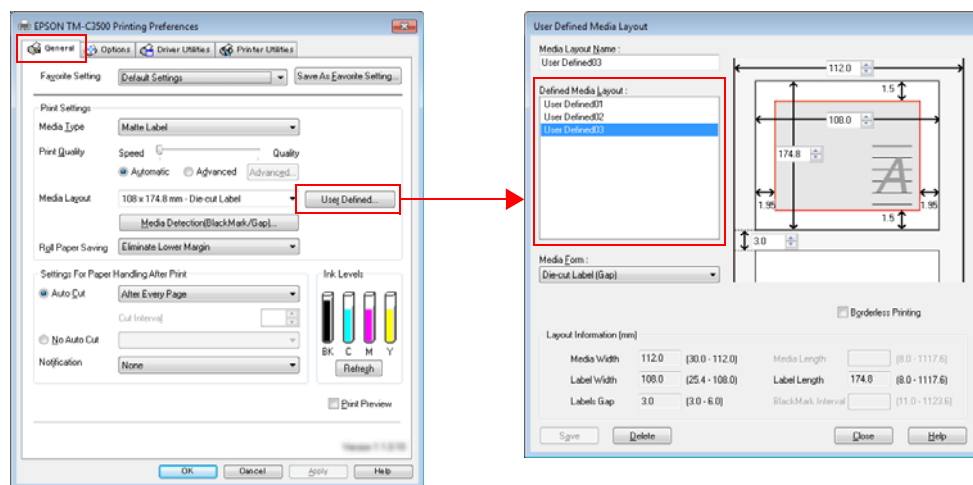 EPSON TM-C3500 Printing Preferences
General Options Driver Utilities Printer Utilities
Favorite Setting Default Settings Save As Favorite Setting...
Print Settings
Media Type Matte Label
Print Quality Speed Quality
Automatic Advanced Advanced...
Media Layout 108 x 174.8 mm - Die-cut Label User Defined...
Media Detection(BlackMark/Gap)...
Roll Paper Saving Eliminate Lower Margin
Settings For Paper Handling After Print
Auto Cut After Every Page
Cut Interval
No Auto Cut
Notification None
Ink Levels
BK C M Y
Refresh
Print Preview
OK Cancel Apply Help
User Defined Media Layout
Media Layout Name :
User Defined03
Defined Media Layout :
User Defined01
User Defined02
User Defined03
Media Form :
Die-cut Label (Gap)
112.0
1.5
108.0
174.8
A
1.95 1.95
1.5
3.0
Borderless Printing
Layout Information (mm)
Media Width 112.0 (30.0 - 112.0) Media Length (8.0 - 1117.6)
Label Width 108.0 (25.4 - 108.0) Label Length 174.8 (8.0 - 1117.6)
Labels Gap 3.0 (3.0 - 6.0) BlackMark Interval (11.0 - 1123.6)
Save Delete Close Help